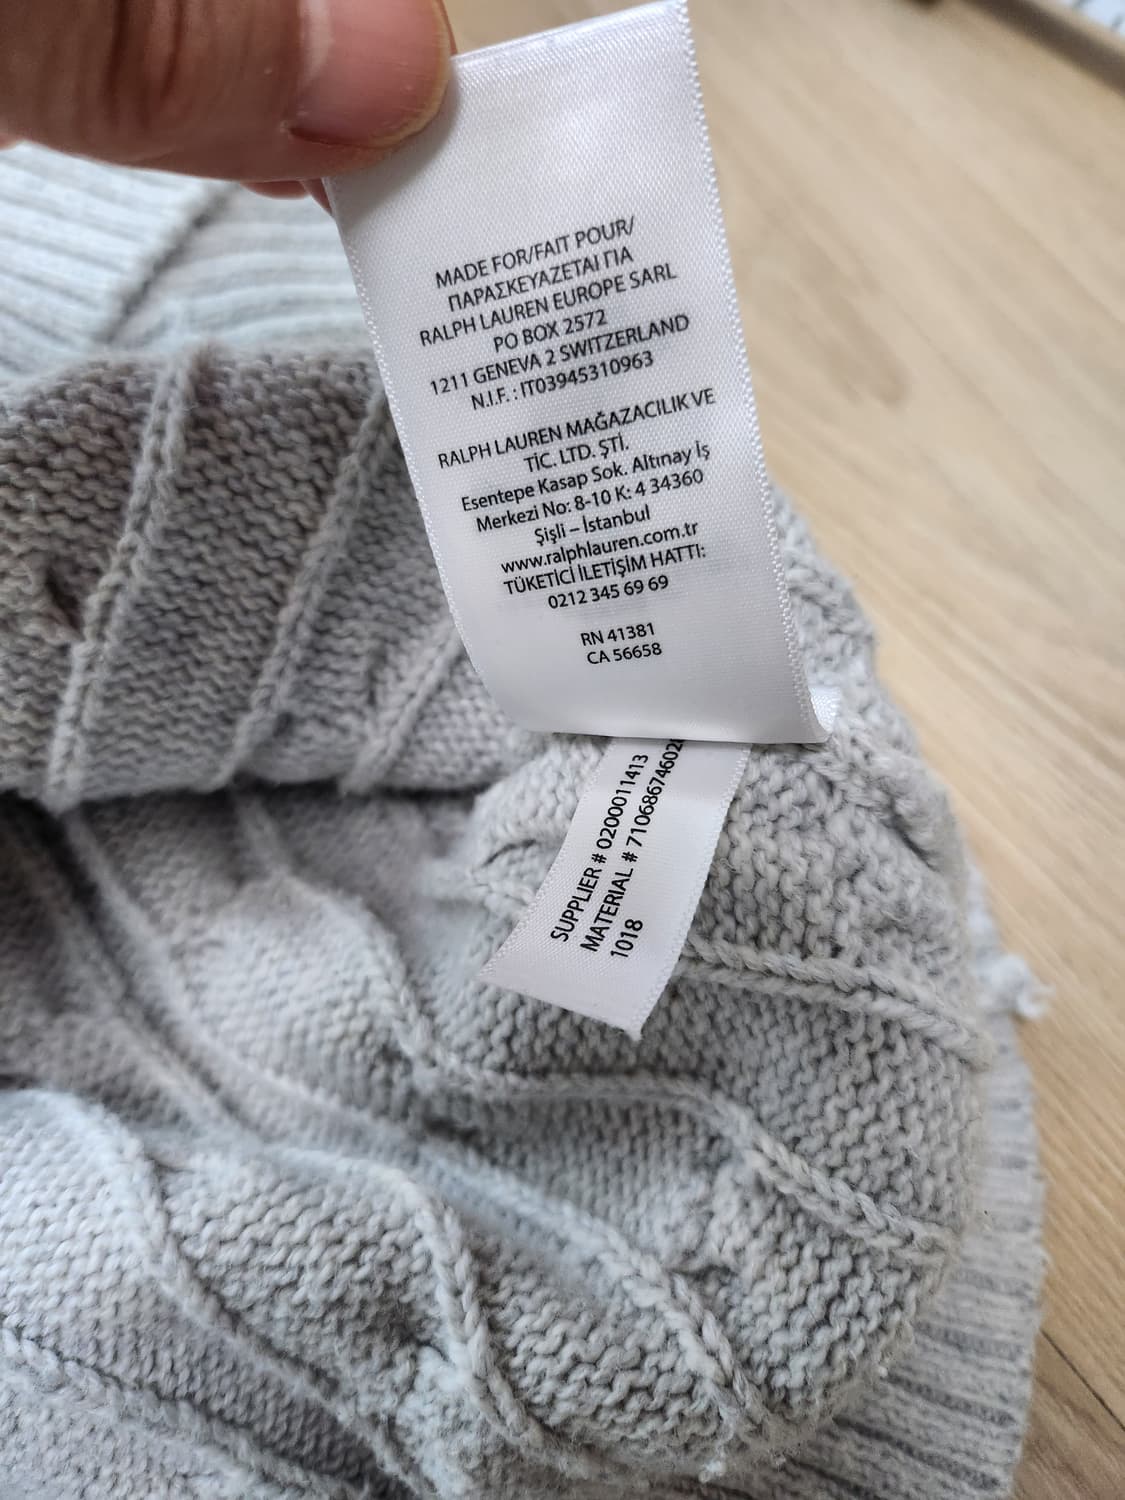 MADE FOR/FAIT POUR/
ΠΑΡΑΣΚΕΥΑΖΕΤΑΙ ΓΙΑ
RALPH LAUREN EUROPE SARL
PO BOX 2572
1211 GENEVA 2 SWITZERLAND
N.I.F. : IT03945310963
RALPH LAUREN MAĞAZACILIK VE
TİC. LTD. ŞTİ.
Esentepe Kasap Sok. Altınay İş
Merkezi No: 8-10 K: 4 34360
Şişli – İstanbul
www.ralphlauren.com.tr
TÜKETİCİ İLETİŞİM HATTI:
0212 345 69 69
RN 41381
CA 56658
SUPPLIER # 0200011413
MATERIAL #
1018